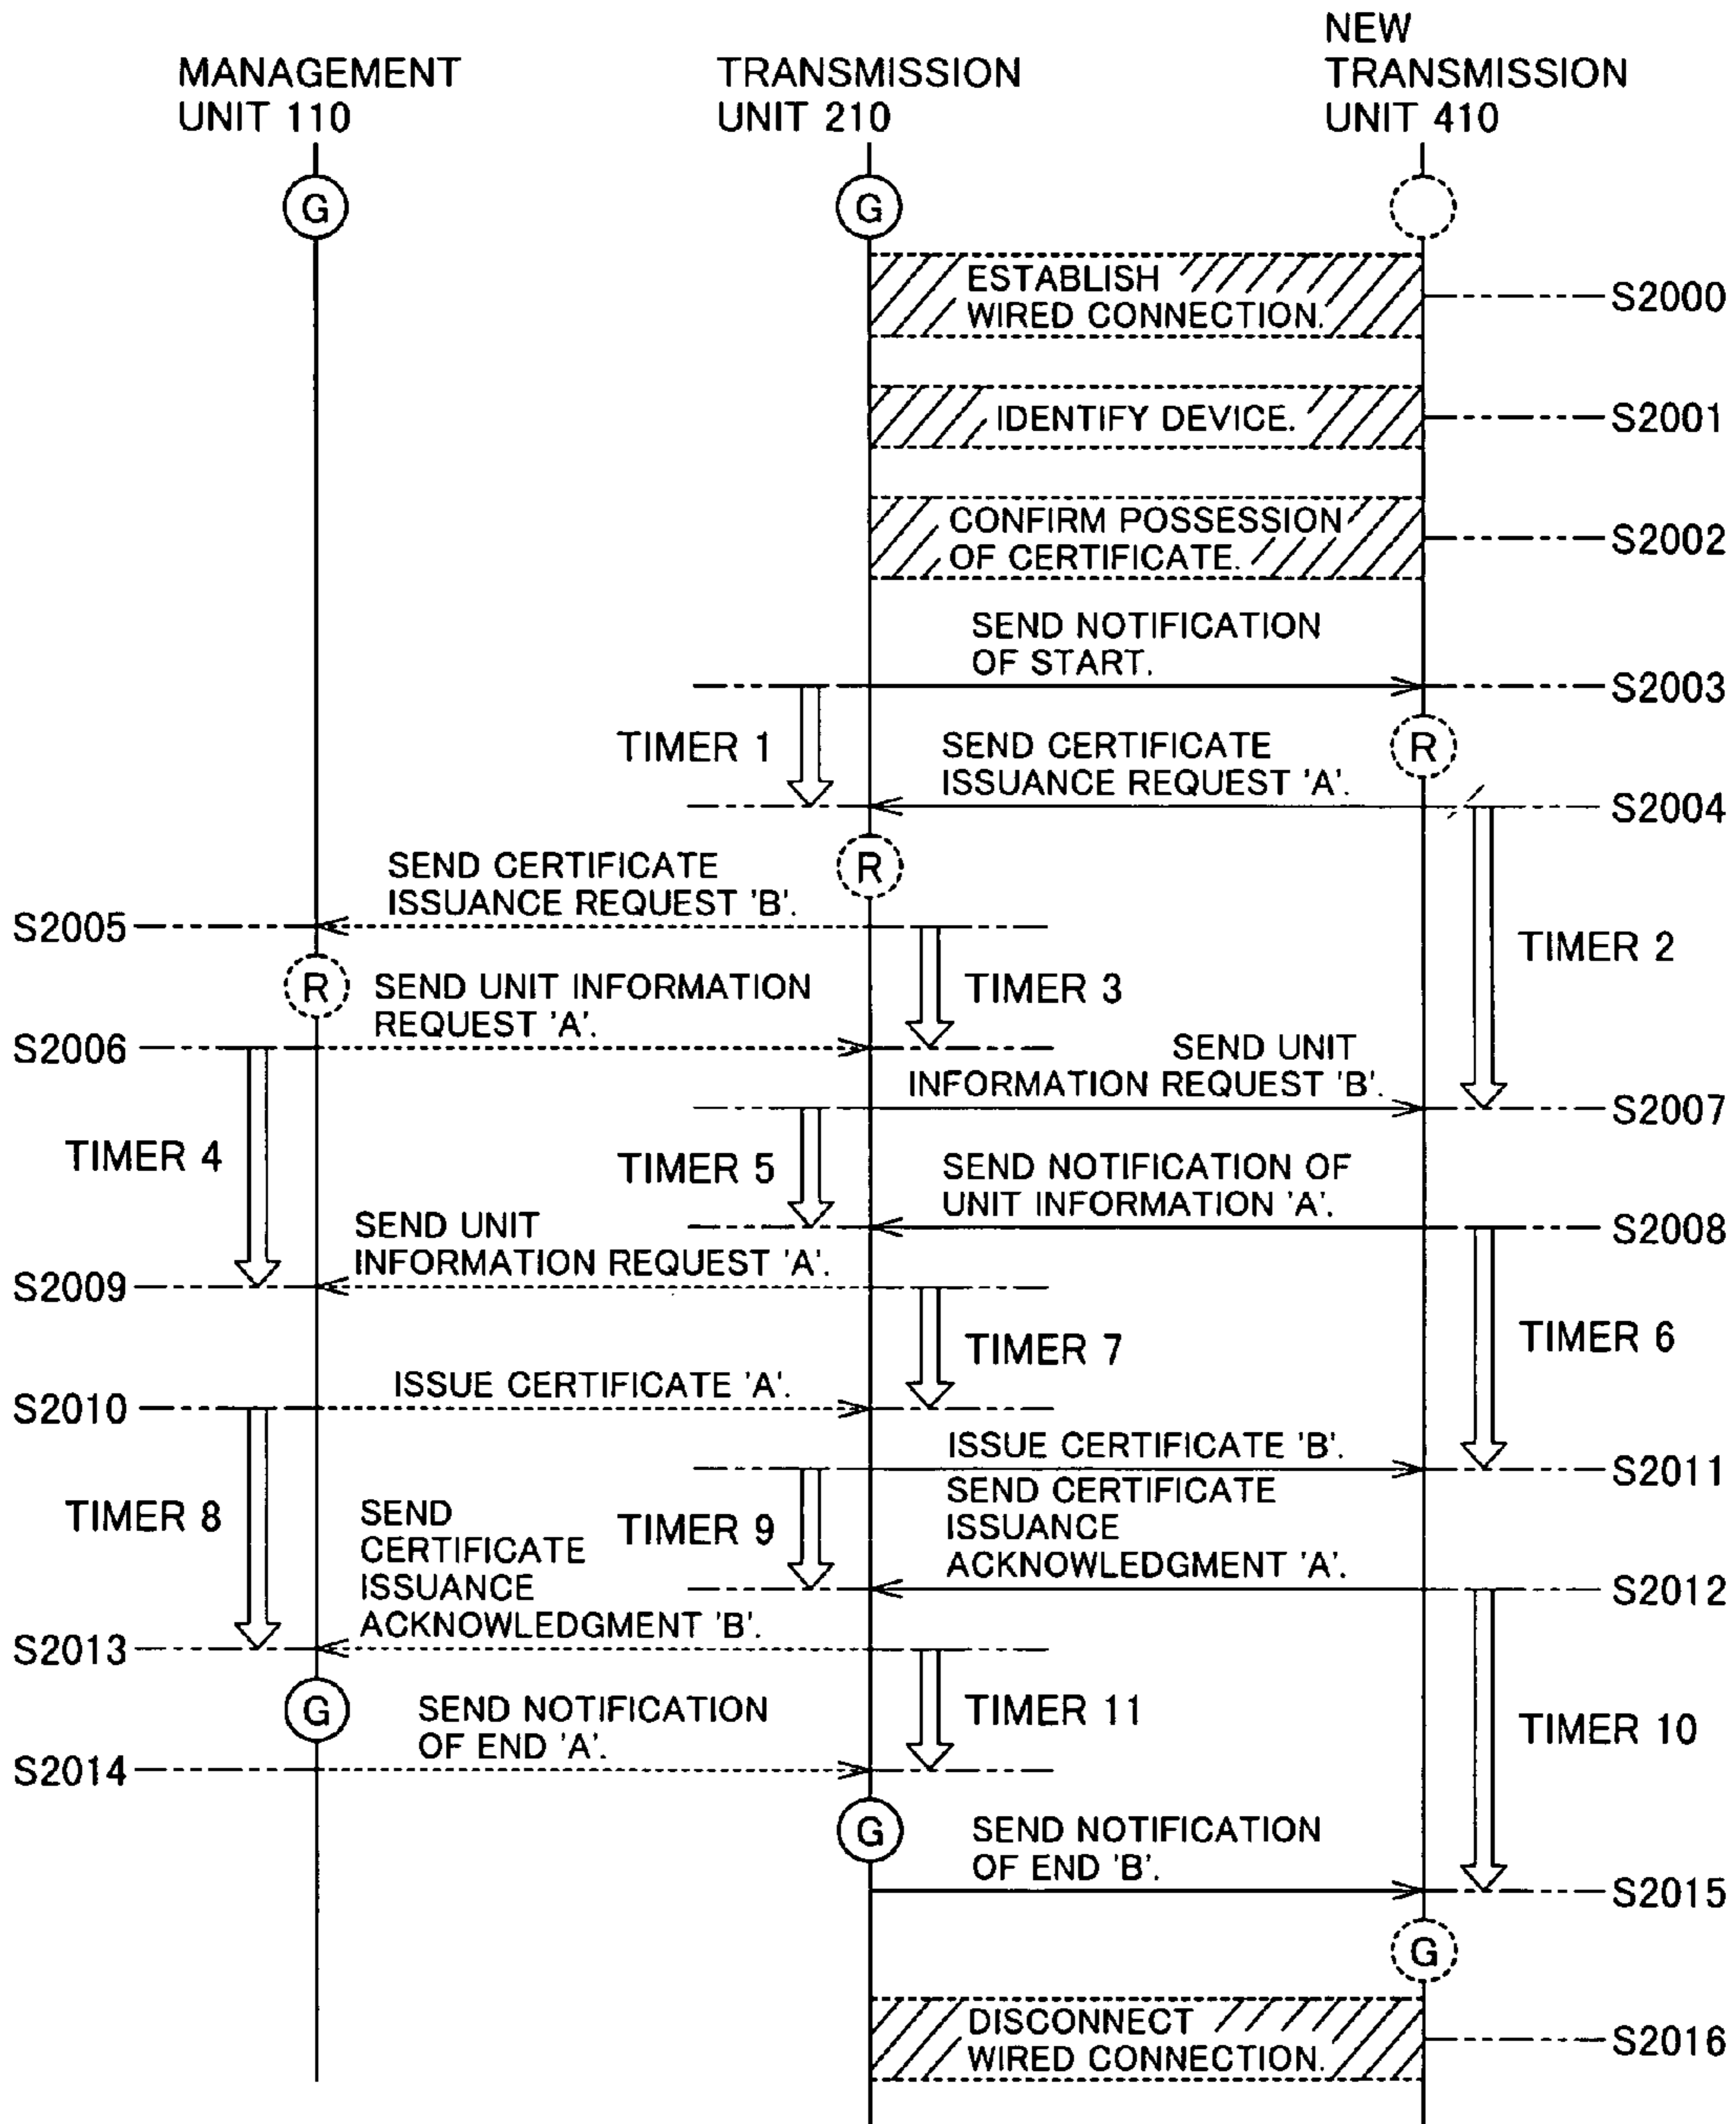 MANAGEMENT
UNIT 110
TRANSMISSION
UNIT 210
NEW
TRANSMISSION
UNIT 410
G
G
ESTABLISH
WIRED CONNECTION.
S2000
IDENTIFY DEVICE.
S2001
CONFIRM POSSESSION
OF CERTIFICATE.
S2002
SEND NOTIFICATION
OF START.
S2003
TIMER 1
R
SEND CERTIFICATE
ISSUANCE REQUEST 'A'.
S2004
R
SEND CERTIFICATE
ISSUANCE REQUEST 'B'.
S2005
TIMER 2
R
SEND UNIT INFORMATION
REQUEST 'A'.
TIMER 3
S2006
SEND UNIT
INFORMATION REQUEST 'B'.
S2007
TIMER 4
TIMER 5
SEND NOTIFICATION OF
UNIT INFORMATION 'A'.
S2008
SEND UNIT
INFORMATION REQUEST 'A'.
S2009
TIMER 7
TIMER 6
ISSUE CERTIFICATE 'A'.
S2010
ISSUE CERTIFICATE 'B'.
S2011
TIMER 8
TIMER 9
SEND CERTIFICATE
ISSUANCE
ACKNOWLEDGMENT 'A'.
S2012
SEND
CERTIFICATE
ISSUANCE
ACKNOWLEDGMENT 'B'.
S2013
G
TIMER 11
TIMER 10
SEND NOTIFICATION
OF END 'A'.
S2014
G
SEND NOTIFICATION
OF END 'B'.
S2015
G
DISCONNECT
WIRED CONNECTION.
S2016